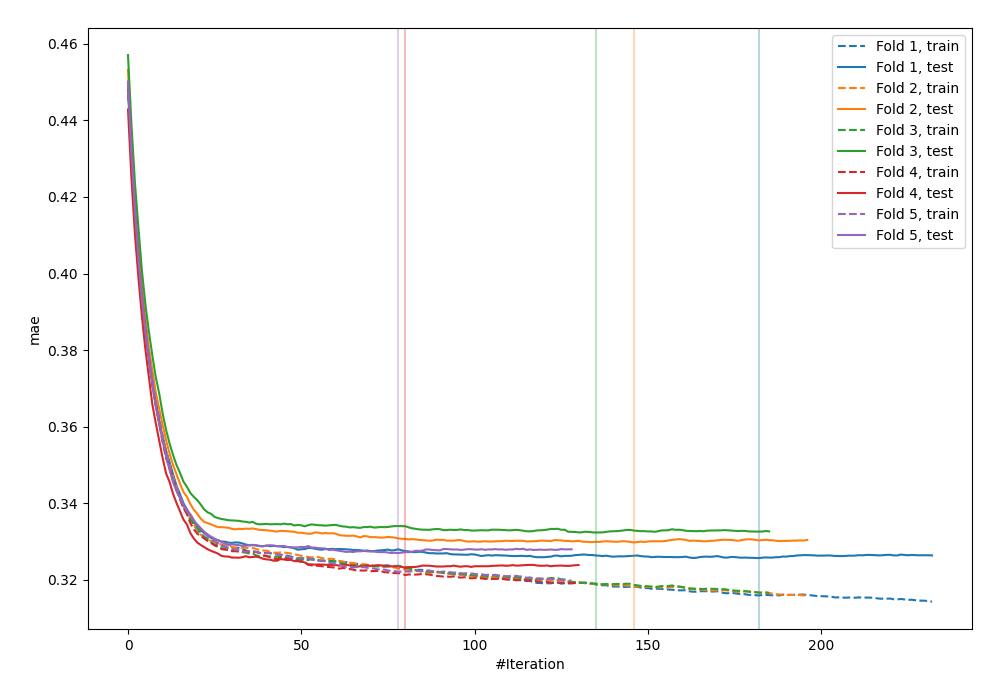 0.46
0.44
0.42
0.40
0.38
0.36
0.34
0.32
mae
0
50
100
150
200
#Iteration
Fold 1, train
Fold 1, test
Fold 2, train
Fold 2, test
Fold 3, train
Fold 3, test
Fold 4, train
Fold 4, test
Fold 5, train
Fold 5, test